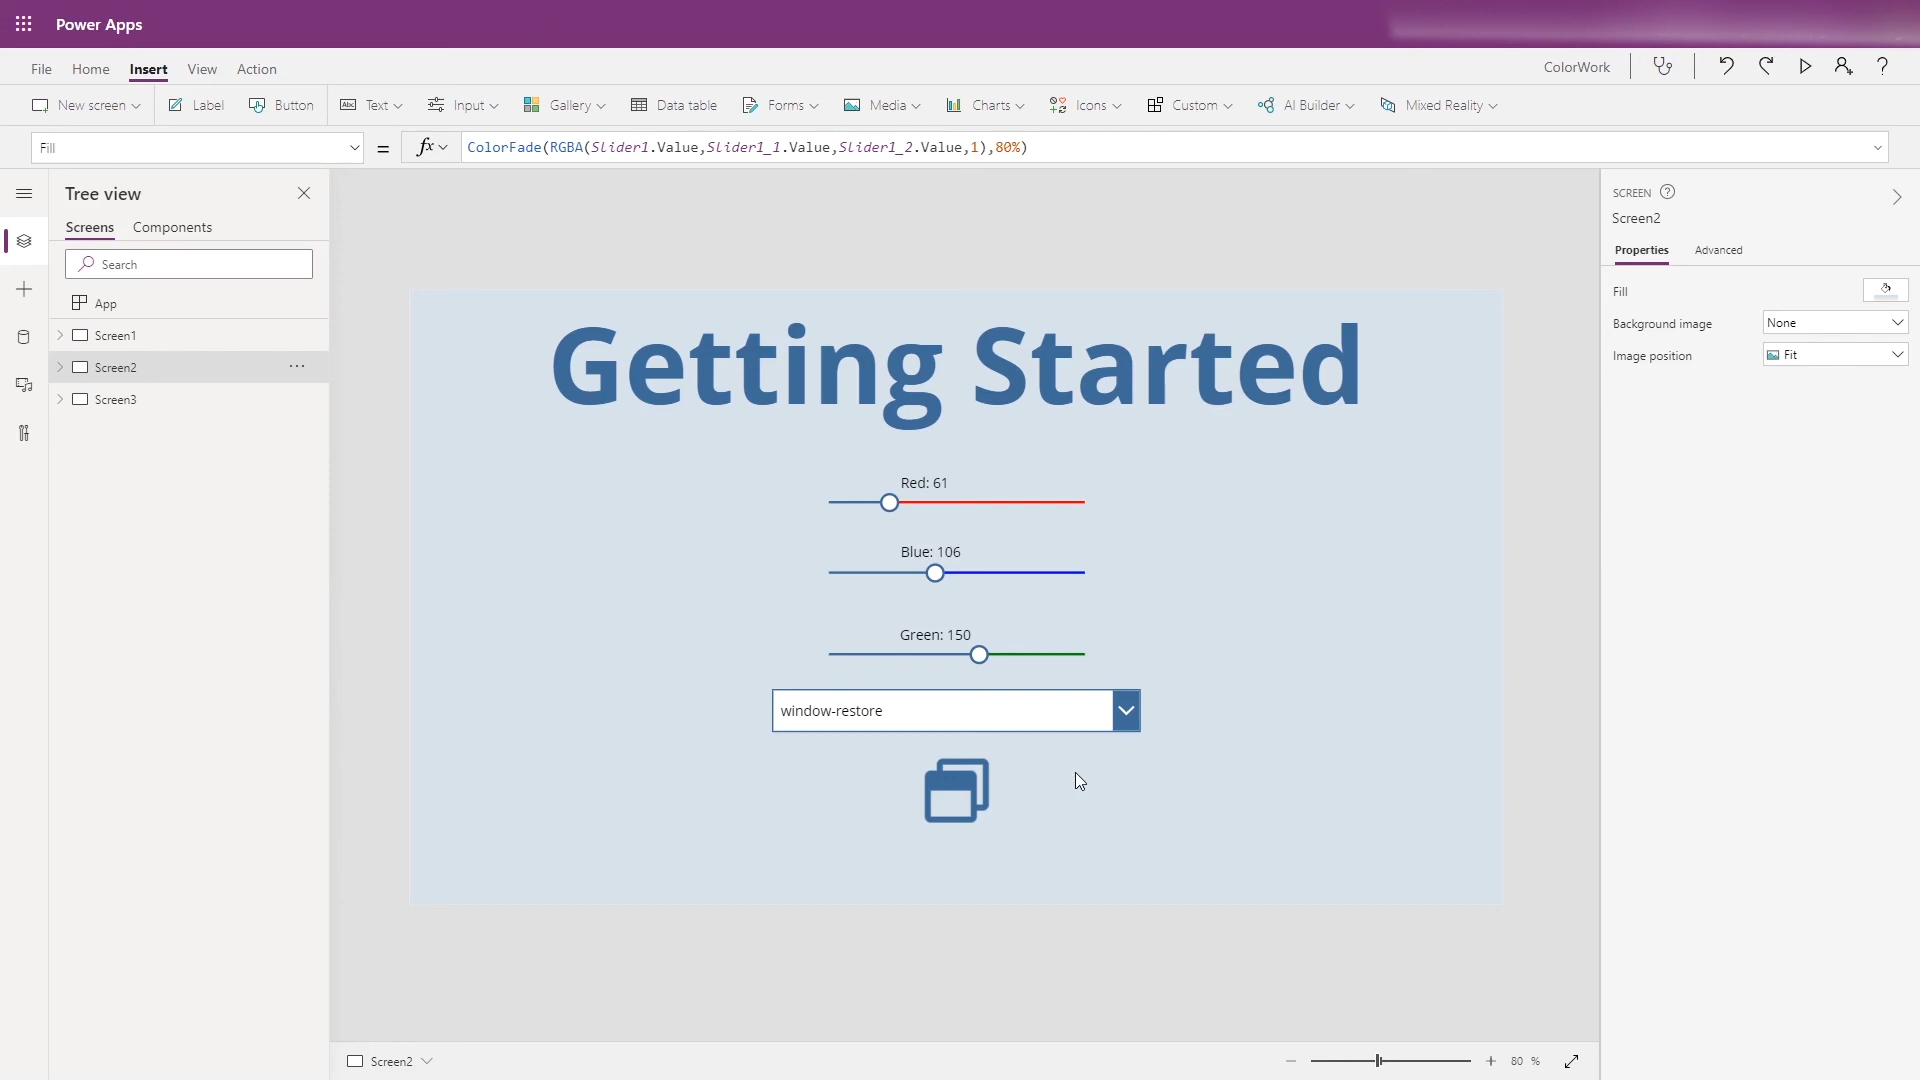 Power Apps
File Home Insert View Action ColorWork
New screen Label Button Text Input Gallery Data table Forms Media Charts Icons Custom AI Builder Mixed Reality
Fill = fx ColorFade(RGBA(Slider1.Value,Slider1_1.Value,Slider1_2.Value,1),80%)
Tree view
Screens Components
Search
App
Screen1
Screen2
Screen3
Getting Started
Red: 61
Blue: 106
Green: 150
window-restore
SCREEN
Screen2
Properties Advanced
Fill
Background image None
Image position Fit
Screen2 80 %